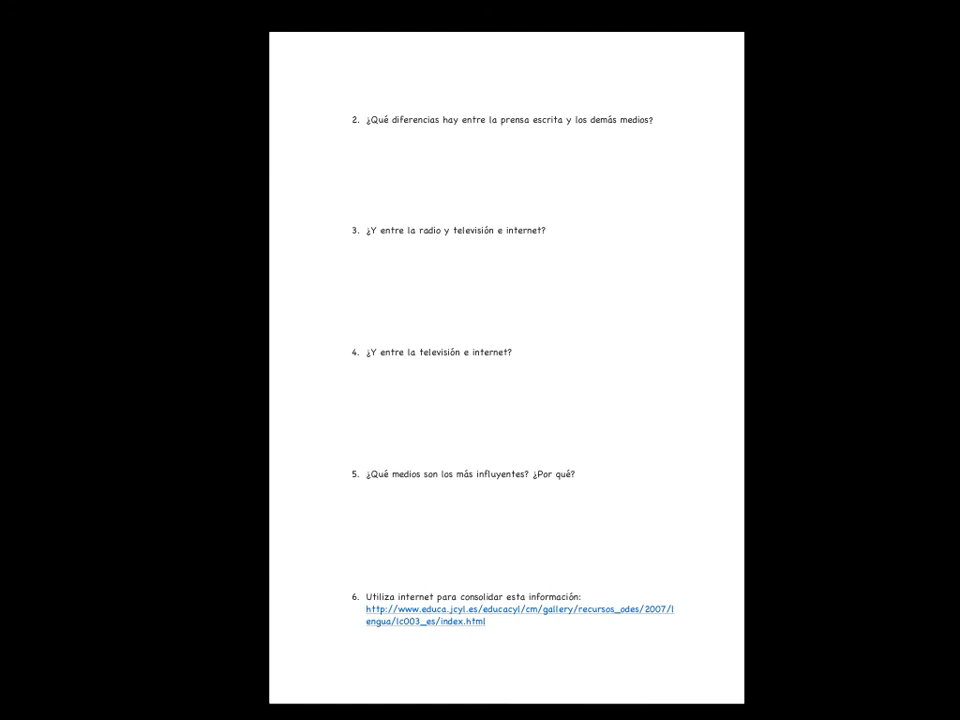 2. ¿Qué diferencias hay entre la prensa escrita y los demás medios?
3. ¿Y entre la radio y televisión e internet?
4. ¿Y entre la televisión e internet?
5. ¿Qué medios son los más influyentes? ¿Por qué?
6. Utiliza internet para consolidar esta información:
http://www.educa.jcyl.es/educacyl/cm/gallery/recursos_odes/2007/l
engua/lc003_es/index.html